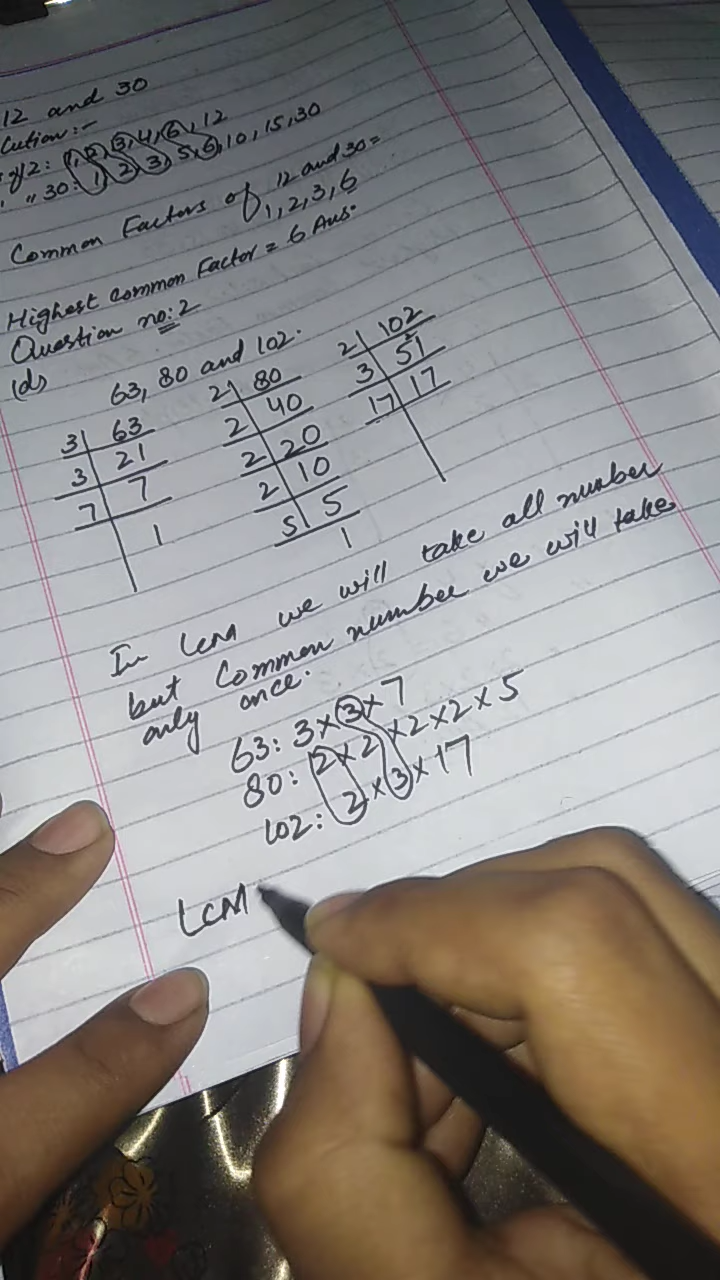 12 and 30
ution :-
12: 1, 2, 3, 4, 6, 12
" 30: 1, 2, 3, 5, 6, 10, 15, 30
Common Factors of 12 and 30 =
1, 2, 3, 6
Highest Common Factor = 6 Ans.
Question no: 2
(d) 63, 80 and 102.
3 | 63
3 | 21
7 | 7
1
2 | 80
2 | 40
2 | 20
2 | 10
5 | 5
1
2 | 102
3 | 51
17 | 17
In LCM we will take all number
but Common number we will take
only once.
63: 3 × 3 × 7
80: 2 × 2 × 2 × 2 × 5
102: 2 × 3 × 17
LCM